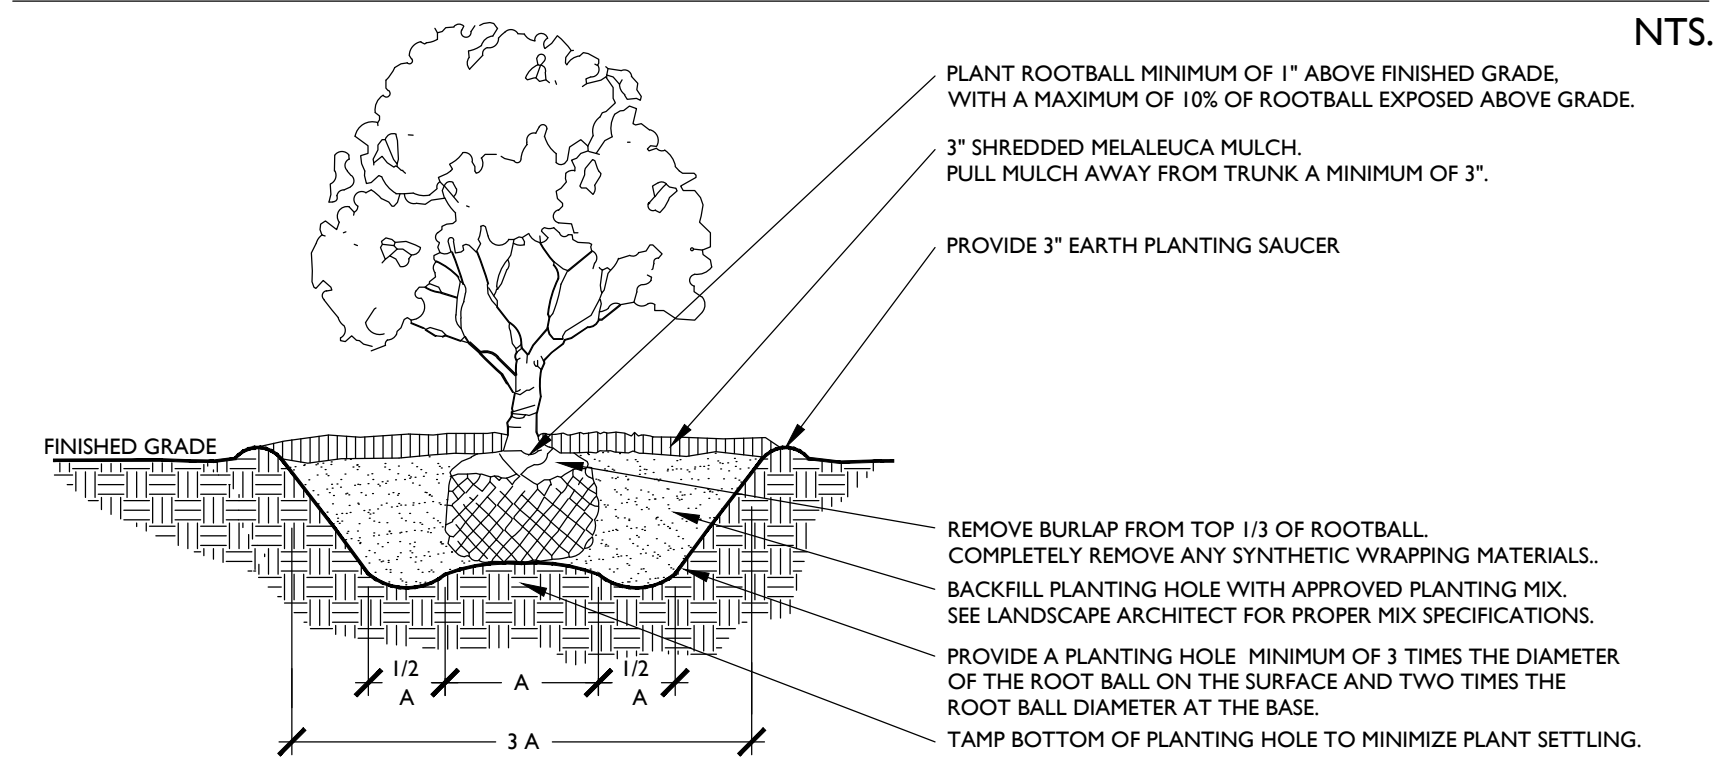 NTS.
PLANT ROOTBALL MINIMUM OF 1" ABOVE FINISHED GRADE,
WITH A MAXIMUM OF 10% OF ROOTBALL EXPOSED ABOVE GRADE.
3" SHREDDED MELALEUCA MULCH.
PULL MULCH AWAY FROM TRUNK A MINIMUM OF 3".
PROVIDE 3" EARTH PLANTING SAUCER
FINISHED GRADE
REMOVE BURLAP FROM TOP 1/3 OF ROOTBALL.
COMPLETELY REMOVE ANY SYNTHETIC WRAPPING MATERIALS..
BACKFILL PLANTING HOLE WITH APPROVED PLANTING MIX.
SEE LANDSCAPE ARCHITECT FOR PROPER MIX SPECIFICATIONS.
PROVIDE A PLANTING HOLE MINIMUM OF 3 TIMES THE DIAMETER
OF THE ROOT BALL ON THE SURFACE AND TWO TIMES THE
ROOT BALL DIAMETER AT THE BASE.
TAMP BOTTOM OF PLANTING HOLE TO MINIMIZE PLANT SETTLING.
1/2
A
A
1/2
A
3 A